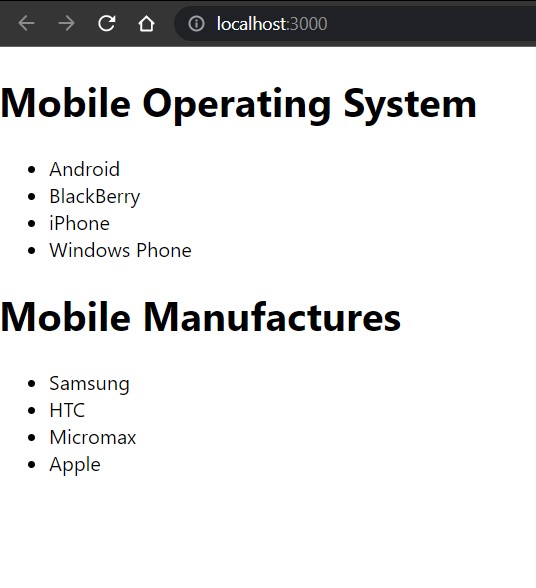 localhost:3000
Mobile Operating System
Android
BlackBerry
iPhone
Windows Phone
Mobile Manufactures
Samsung
HTC
Micromax
Apple